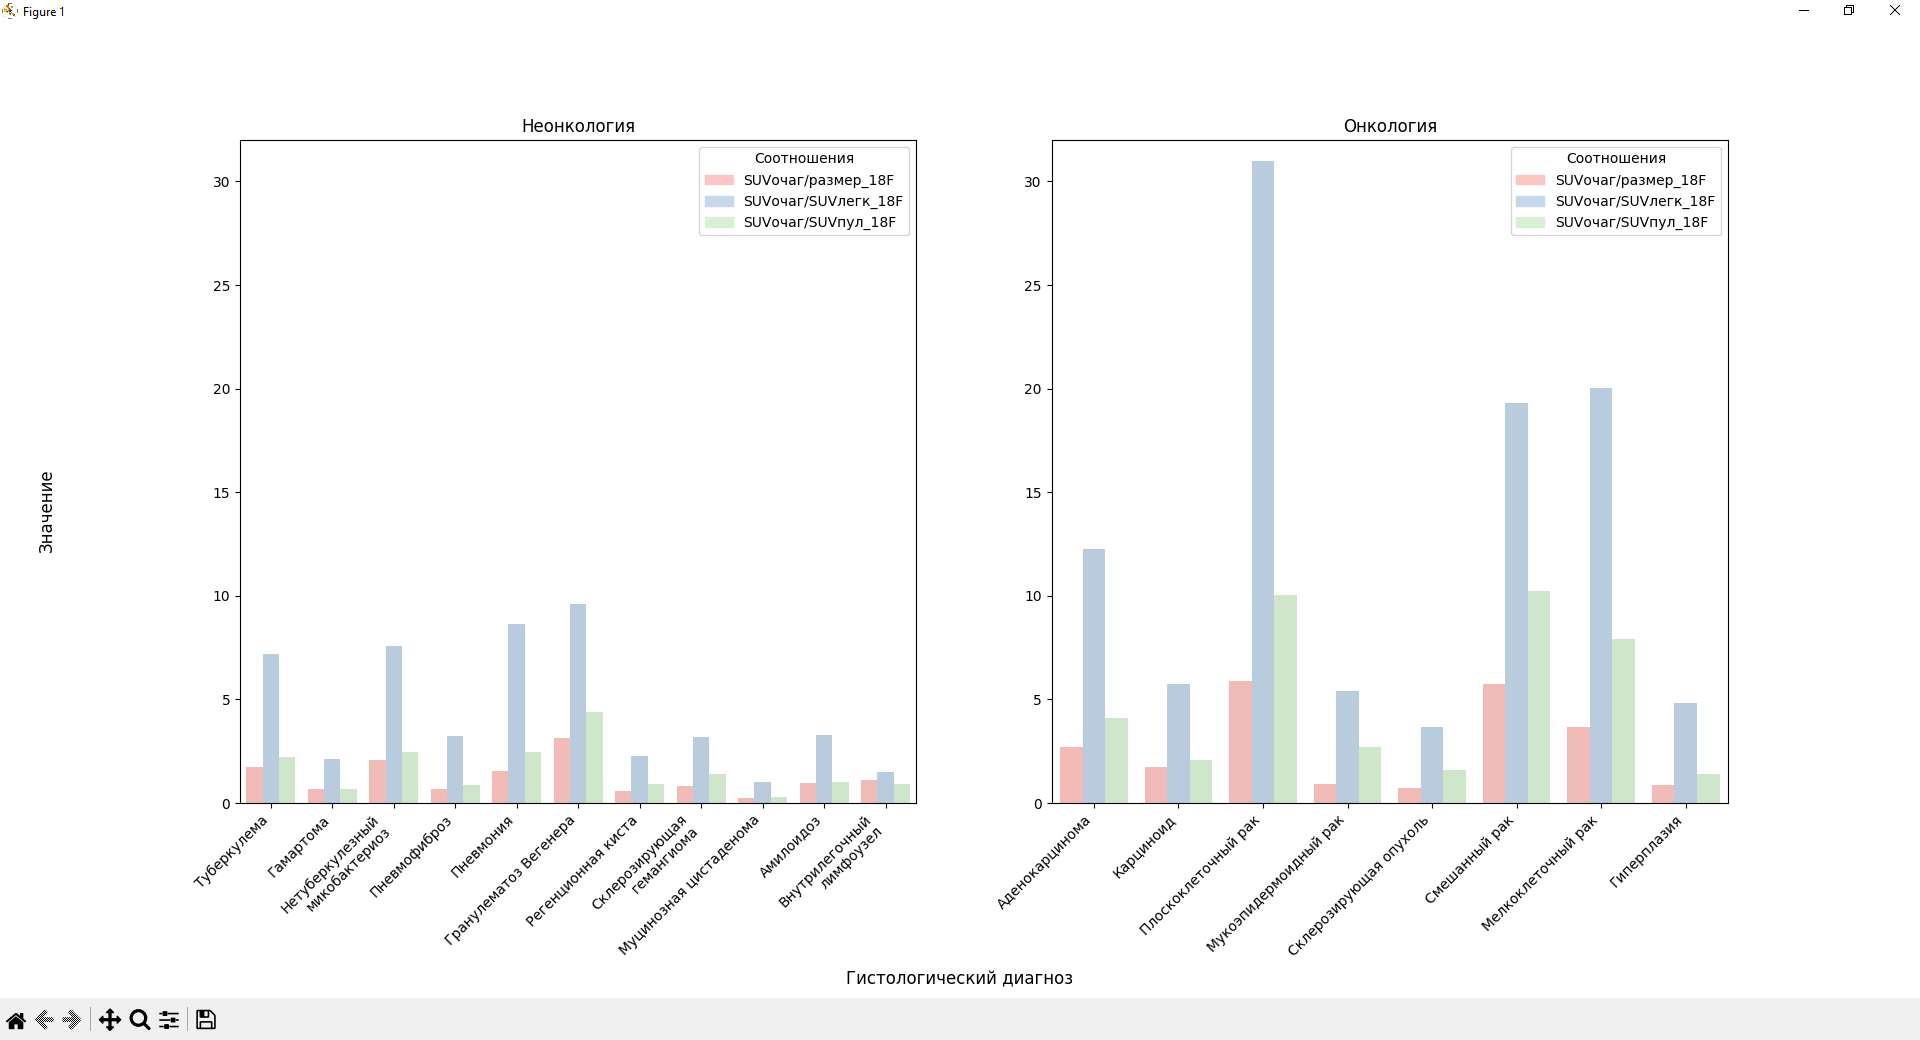 Figure 1
Неонкология
Соотношения
SUVочаг/размер_18F
SUVочаг/SUVлегк_18F
SUVочаг/SUVпул_18F
30
25
20
15
10
5
0
Туберкулема
Гамартома
Нетуберкулезный
микобактериоз
Пневмофиброз
Пневмония
Гранулематоз Вегенера
Регенционная киста
Склерозирующая
гемангиома
Муцинозная цистаденома
Амилоидоз
Внутрилегочный
лимфоузел
Онкология
Соотношения
SUVочаг/размер_18F
SUVочаг/SUVлегк_18F
SUVочаг/SUVпул_18F
30
25
20
15
10
5
0
Аденокарцинома
Карциноид
Плоскоклеточный рак
Мукоэпидермоидный рак
Склерозирующая опухоль
Смешанный рак
Мелкоклеточный рак
Гиперплазия
Значение
Гистологический диагноз